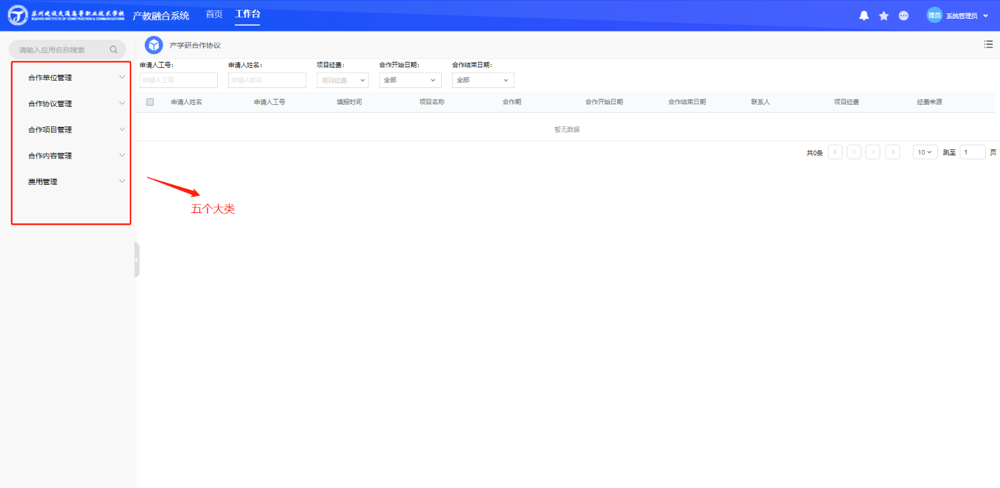 苏州建设交通高等职业技术学校
SUZHOU INSTITUTE OF CONSTRUCTION & COMMUNICATIONS
产教融合系统 首页 工作台
理员 系统管理员
请输入应用名称搜索
产学研合作协议
合作单位管理
合作协议管理
合作项目管理
合作内容管理
费用管理
申请人工号: 申请人姓名: 项目经费: 合作开始日期: 合作结束日期:
申请人工号 申请人姓名 项目经费 全部 全部
申请人姓名 申请人工号 填报时间 项目名称 合作期 合作开始日期 合作结束日期 联系人 项目经费 经费来源
暂无数据
共0条 10 跳至 1 页
五个大类